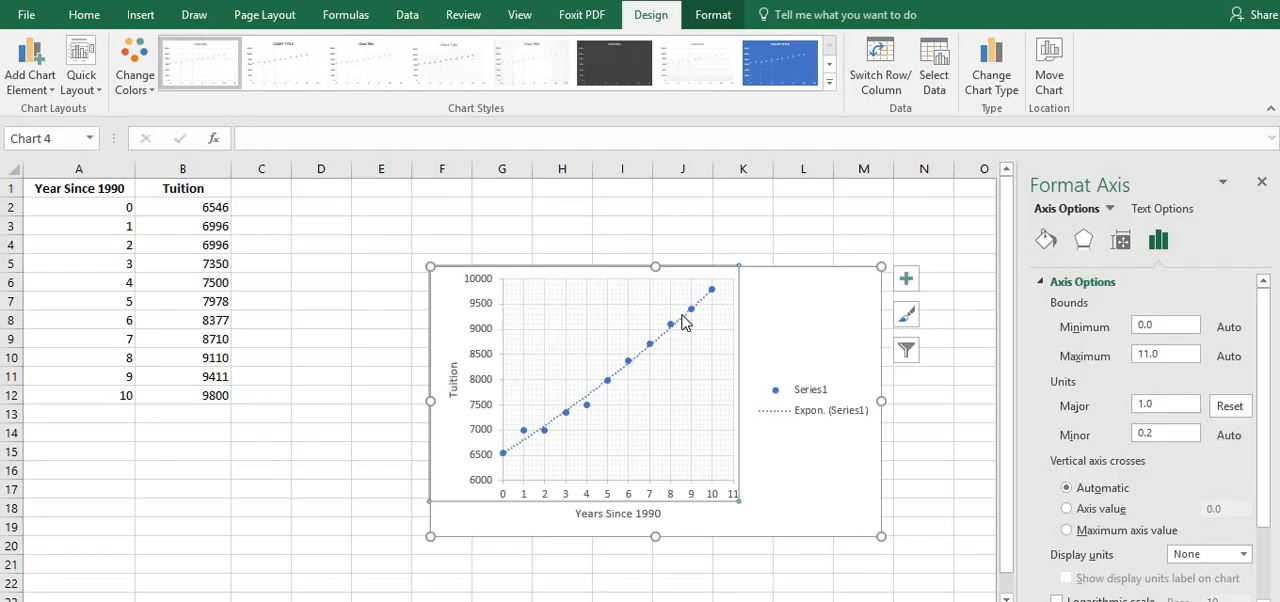 File Home Insert Draw Page Layout Formulas Data Review View Foxit PDF Design Format Tell me what you want to do Share
Add Chart Element
Quick Layout
Change Colors
Switch Row/ Column
Select Data
Change Chart Type
Move Chart
Chart Layouts Chart Styles Data Type Location
Chart 4 fx
A B C D E F G H I J K L M N O
1 Year Since 1990 Tuition
2 0 6546
3 1 6996
4 2 6996
5 3 7350
6 4 7500
7 5 7978
8 6 8377
9 7 8710
10 8 9110
11 9 9411
12 10 9800
13
14
15
16
17
18
19
20
21
22
10000
9500
9000
8500
8000
7500
7000
6500
6000
Tuition
0 1 2 3 4 5 6 7 8 9 10 11
Years Since 1990
Series1
Expon. (Series1)
Format Axis
Axis Options Text Options
Axis Options
Bounds
Minimum 0.0 Auto
Maximum 11.0 Auto
Units
Major 1.0 Reset
Minor 0.2 Auto
Vertical axis crosses
Automatic
Axis value 0.0
Maximum axis value
Display units None
Show display units label on chart
Logarithmic scale Base 10